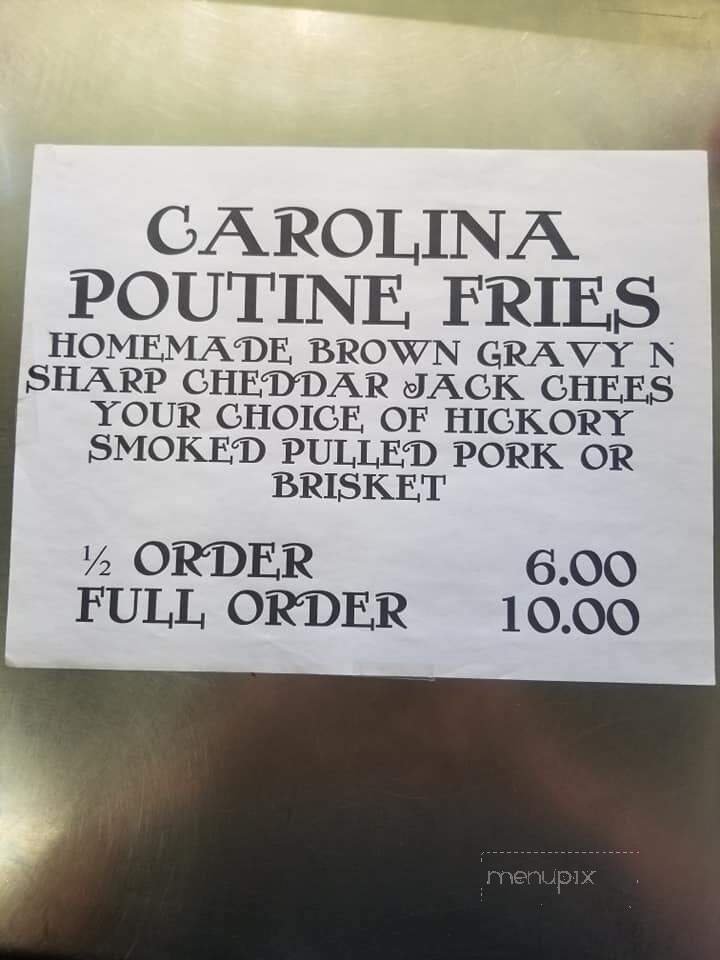 CAROLINA
POUTINE FRIES
HOMEMADE BROWN GRAVY N
SHARP CHEDDAR JACK CHEES
YOUR CHOICE OF HICKORY
SMOKED PULLED PORK OR
BRISKET
½ ORDER 6.00
FULL ORDER 10.00
menupix